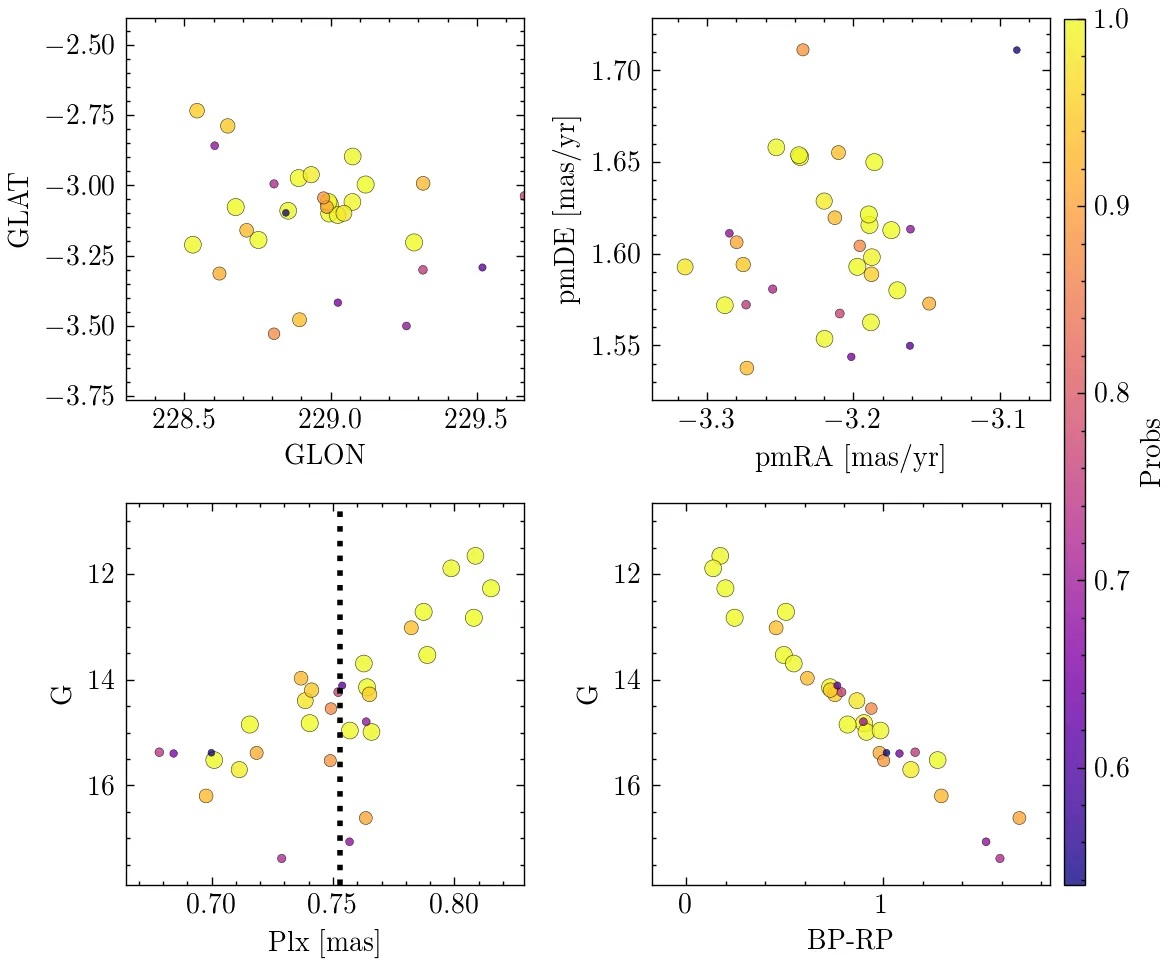 −2.50
−2.75
−3.00
−3.25
−3.50
−3.75
GLAT
228.5 229.0 229.5
GLON
1.70
1.65
1.60
1.55
pmDE [mas/yr]
−3.3 −3.2 −3.1
pmRA [mas/yr]
12
14
16
G
0.70 0.75 0.80
Plx [mas]
12
14
16
G
0 1
BP-RP
1.0
0.9
0.8
0.7
0.6
Probs